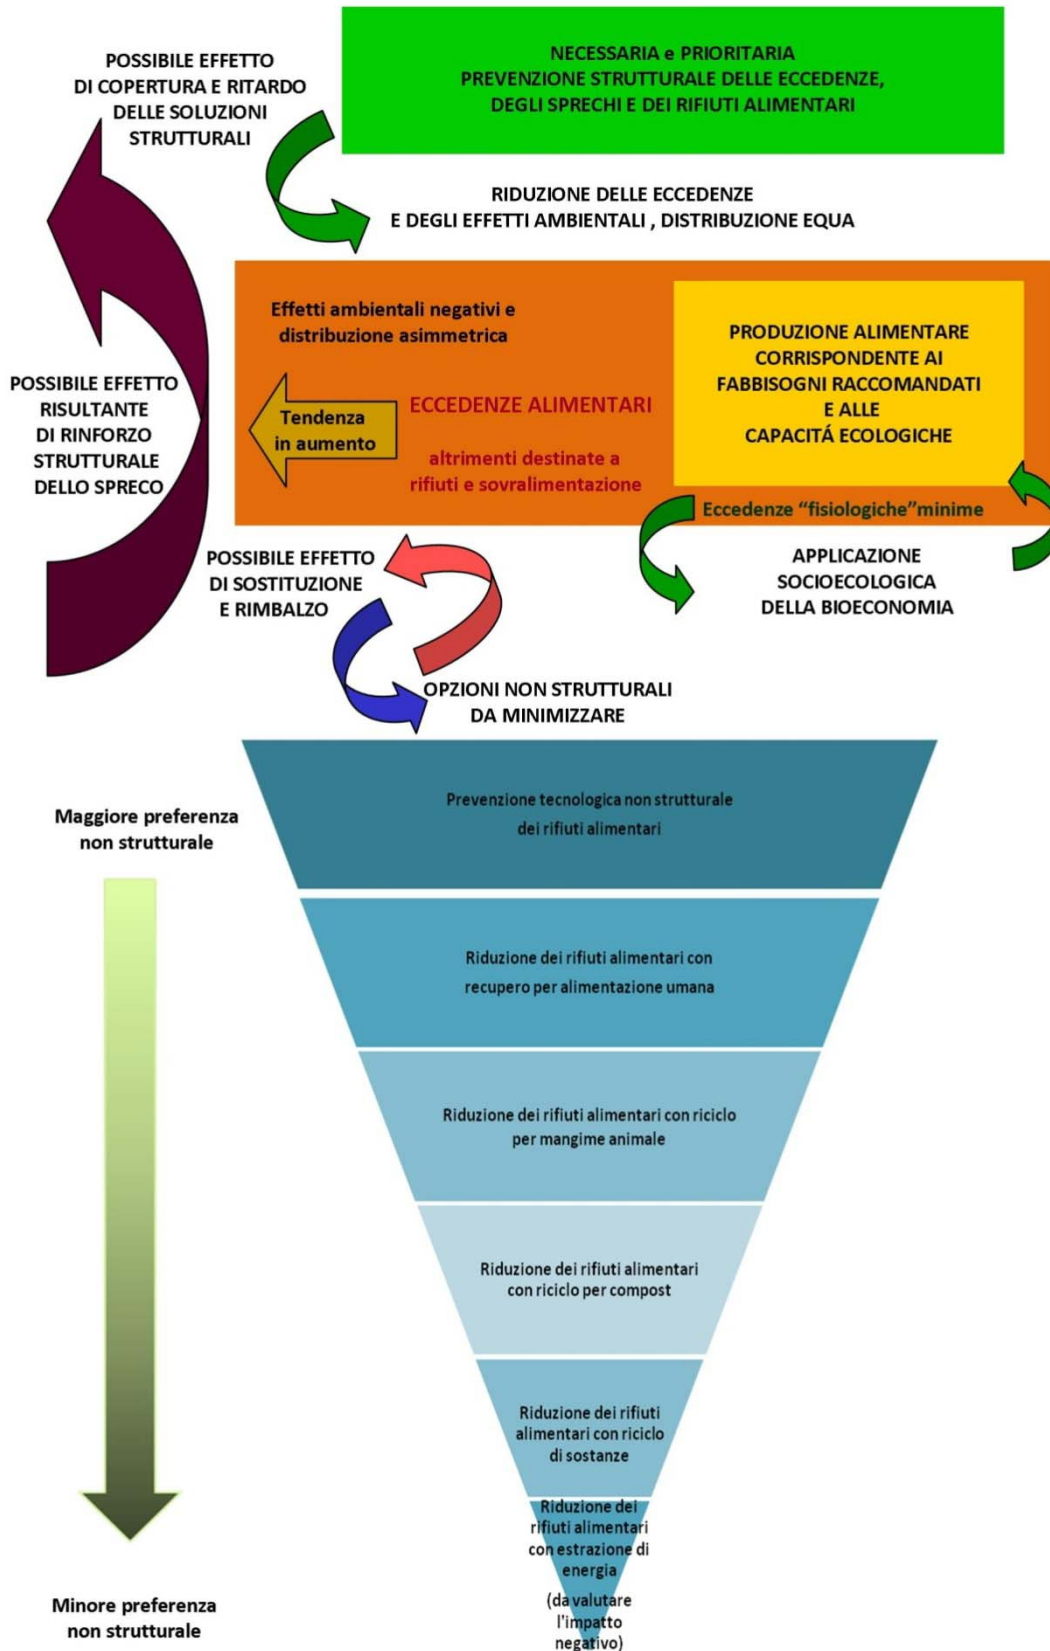 POSSIBILE EFFETTO
DI COPERTURA E RITARDO
DELLE SOLUZIONI
STRUTTURALI
NECESSARIA e PRIORITARIA
PREVENZIONE STRUTTURALE DELLE ECCEDENZE,
DEGLI SPRECHI E DEI RIFIUTI ALIMENTARI
RIDUZIONE DELLE ECCEDENZE
E DEGLI EFFETTI AMBIENTALI , DISTRIBUZIONE EQUA
Effetti ambientali negativi e
distribuzione asimmetrica
PRODUZIONE ALIMENTARE
CORRISPONDENTE AI
FABBISOGNI RACCOMANDATI
E ALLE
CAPACITÁ ECOLOGICHE
POSSIBILE EFFETTO
RISULTANTE
DI RINFORZO
STRUTTURALE
DELLO SPRECO
Tendenza
in aumento
ECCEDENZE ALIMENTARI
altrimenti destinate a
rifiuti e sovralimentazione
Eccedenze “fisiologiche”minime
POSSIBILE EFFETTO
DI SOSTITUZIONE
E RIMBALZO
APPLICAZIONE
SOCIOECOLOGICA
DELLA BIOECONOMIA
OPZIONI NON STRUTTURALI
DA MINIMIZZARE
Maggiore preferenza
non strutturale
Prevenzione tecnologica non strutturale
dei rifiuti alimentari
Riduzione dei rifiuti alimentari con
recupero per alimentazione umana
Riduzione dei rifiuti alimentari con riciclo
per mangime animale
Riduzione dei rifiuti alimentari
con riciclo per compost
Riduzione dei rifiuti
alimentari con riciclo
di sostanze
Riduzione dei
rifiuti alimentari
con estrazione di
energia
(da valutare
l'impatto
negativo)
Minore preferenza
non strutturale